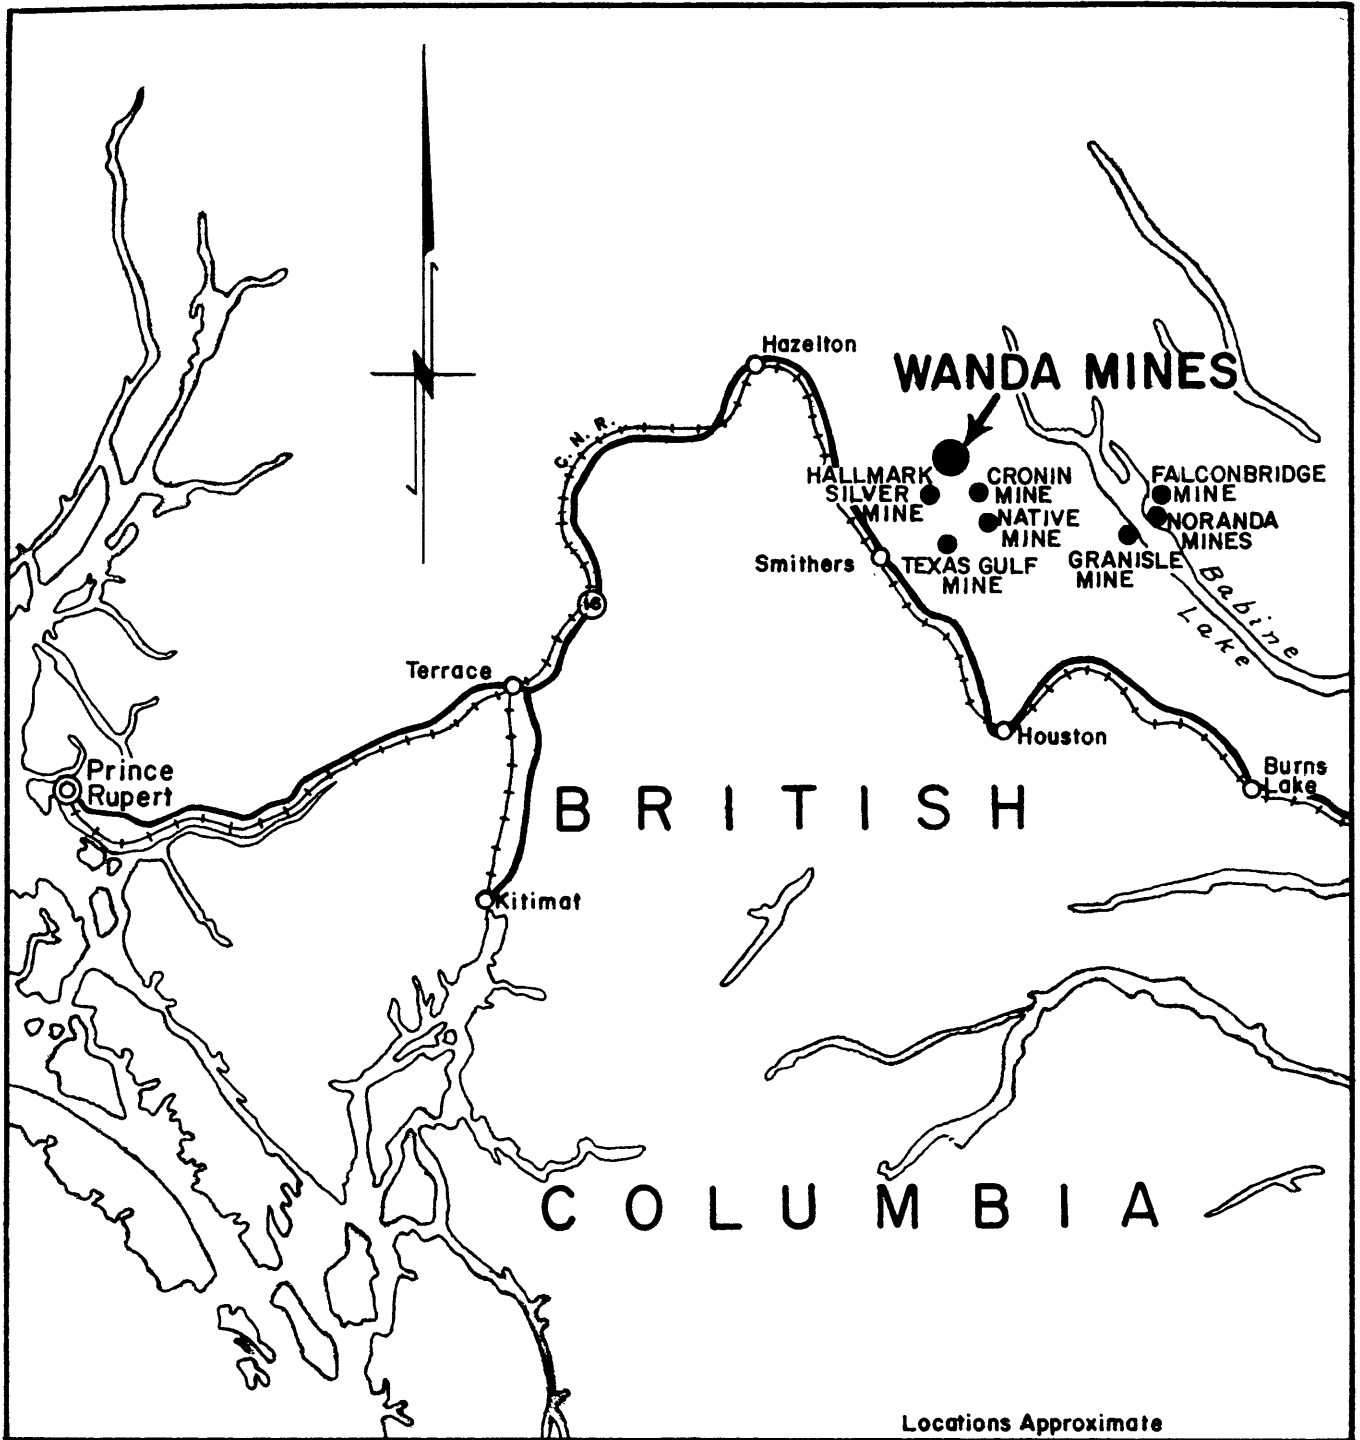 Hazelton
WANDA MINES
C. N. R.
HALLMARK
SILVER
MINE
CRONIN
MINE
NATIVE
MINE
FALCONBRIDGE
MINE
NORANDA
MINES
Smithers
TEXAS GULF
MINE
GRANISLE
MINE
Babine
Lake
16
Terrace
Houston
Prince
Rupert
Burns
Lake
BRITISH
Kitimat
COLUMBIA
Locations Approximate